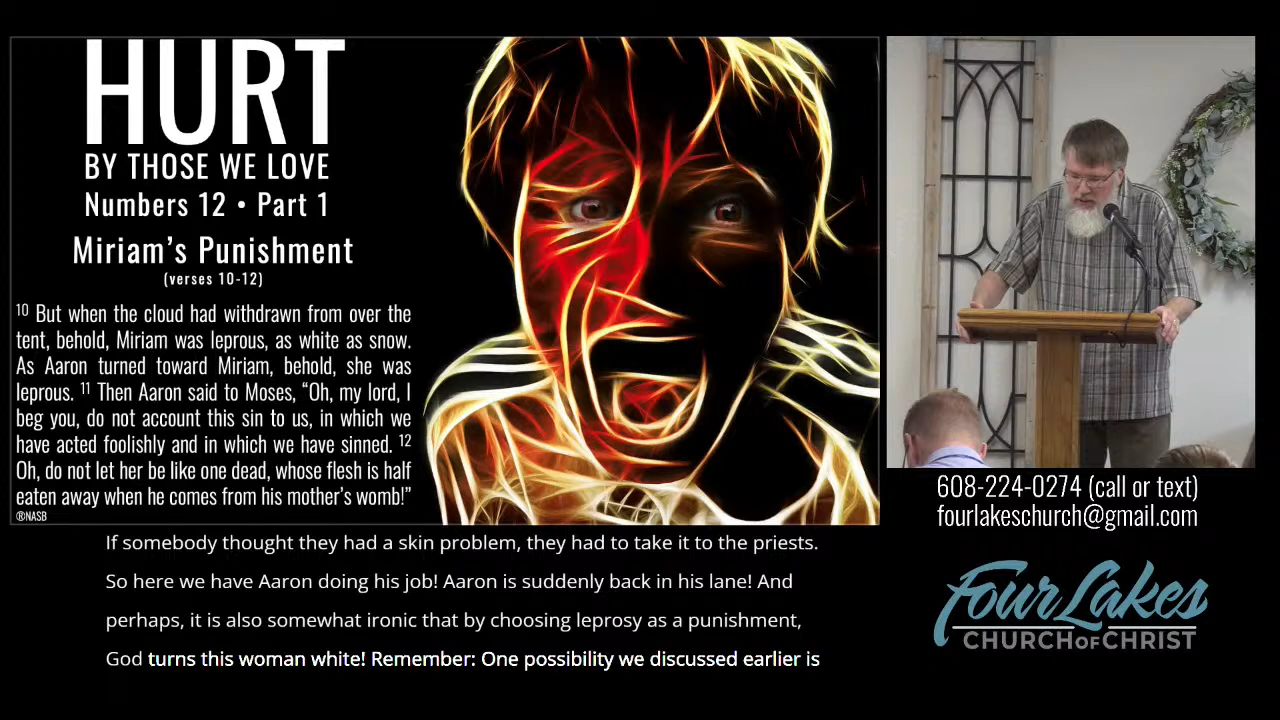 HURT
BY THOSE WE LOVE
Numbers 12 • Part 1
Miriam’s Punishment
(verses 10-12)
10 But when the cloud had withdrawn from over the
tent, behold, Miriam was leprous, as white as snow.
As Aaron turned toward Miriam, behold, she was
leprous. 11 Then Aaron said to Moses, “Oh, my lord, I
beg you, do not account this sin to us, in which we
have acted foolishly and in which we have sinned. 12
Oh, do not let her be like one dead, whose flesh is half
eaten away when he comes from his mother's womb!”
®NASB
If somebody thought they had a skin problem, they had to take it to the priests.
So here we have Aaron doing his job! Aaron is suddenly back in his lane! And
perhaps, it is also somewhat ironic that by choosing leprosy as a punishment,
God turns this woman white! Remember: One possibility we discussed earlier is
608-224-0274 (call or text)
fourlakeschurch@gmail.com
Four Lakes
CHURCH OF CHRIST